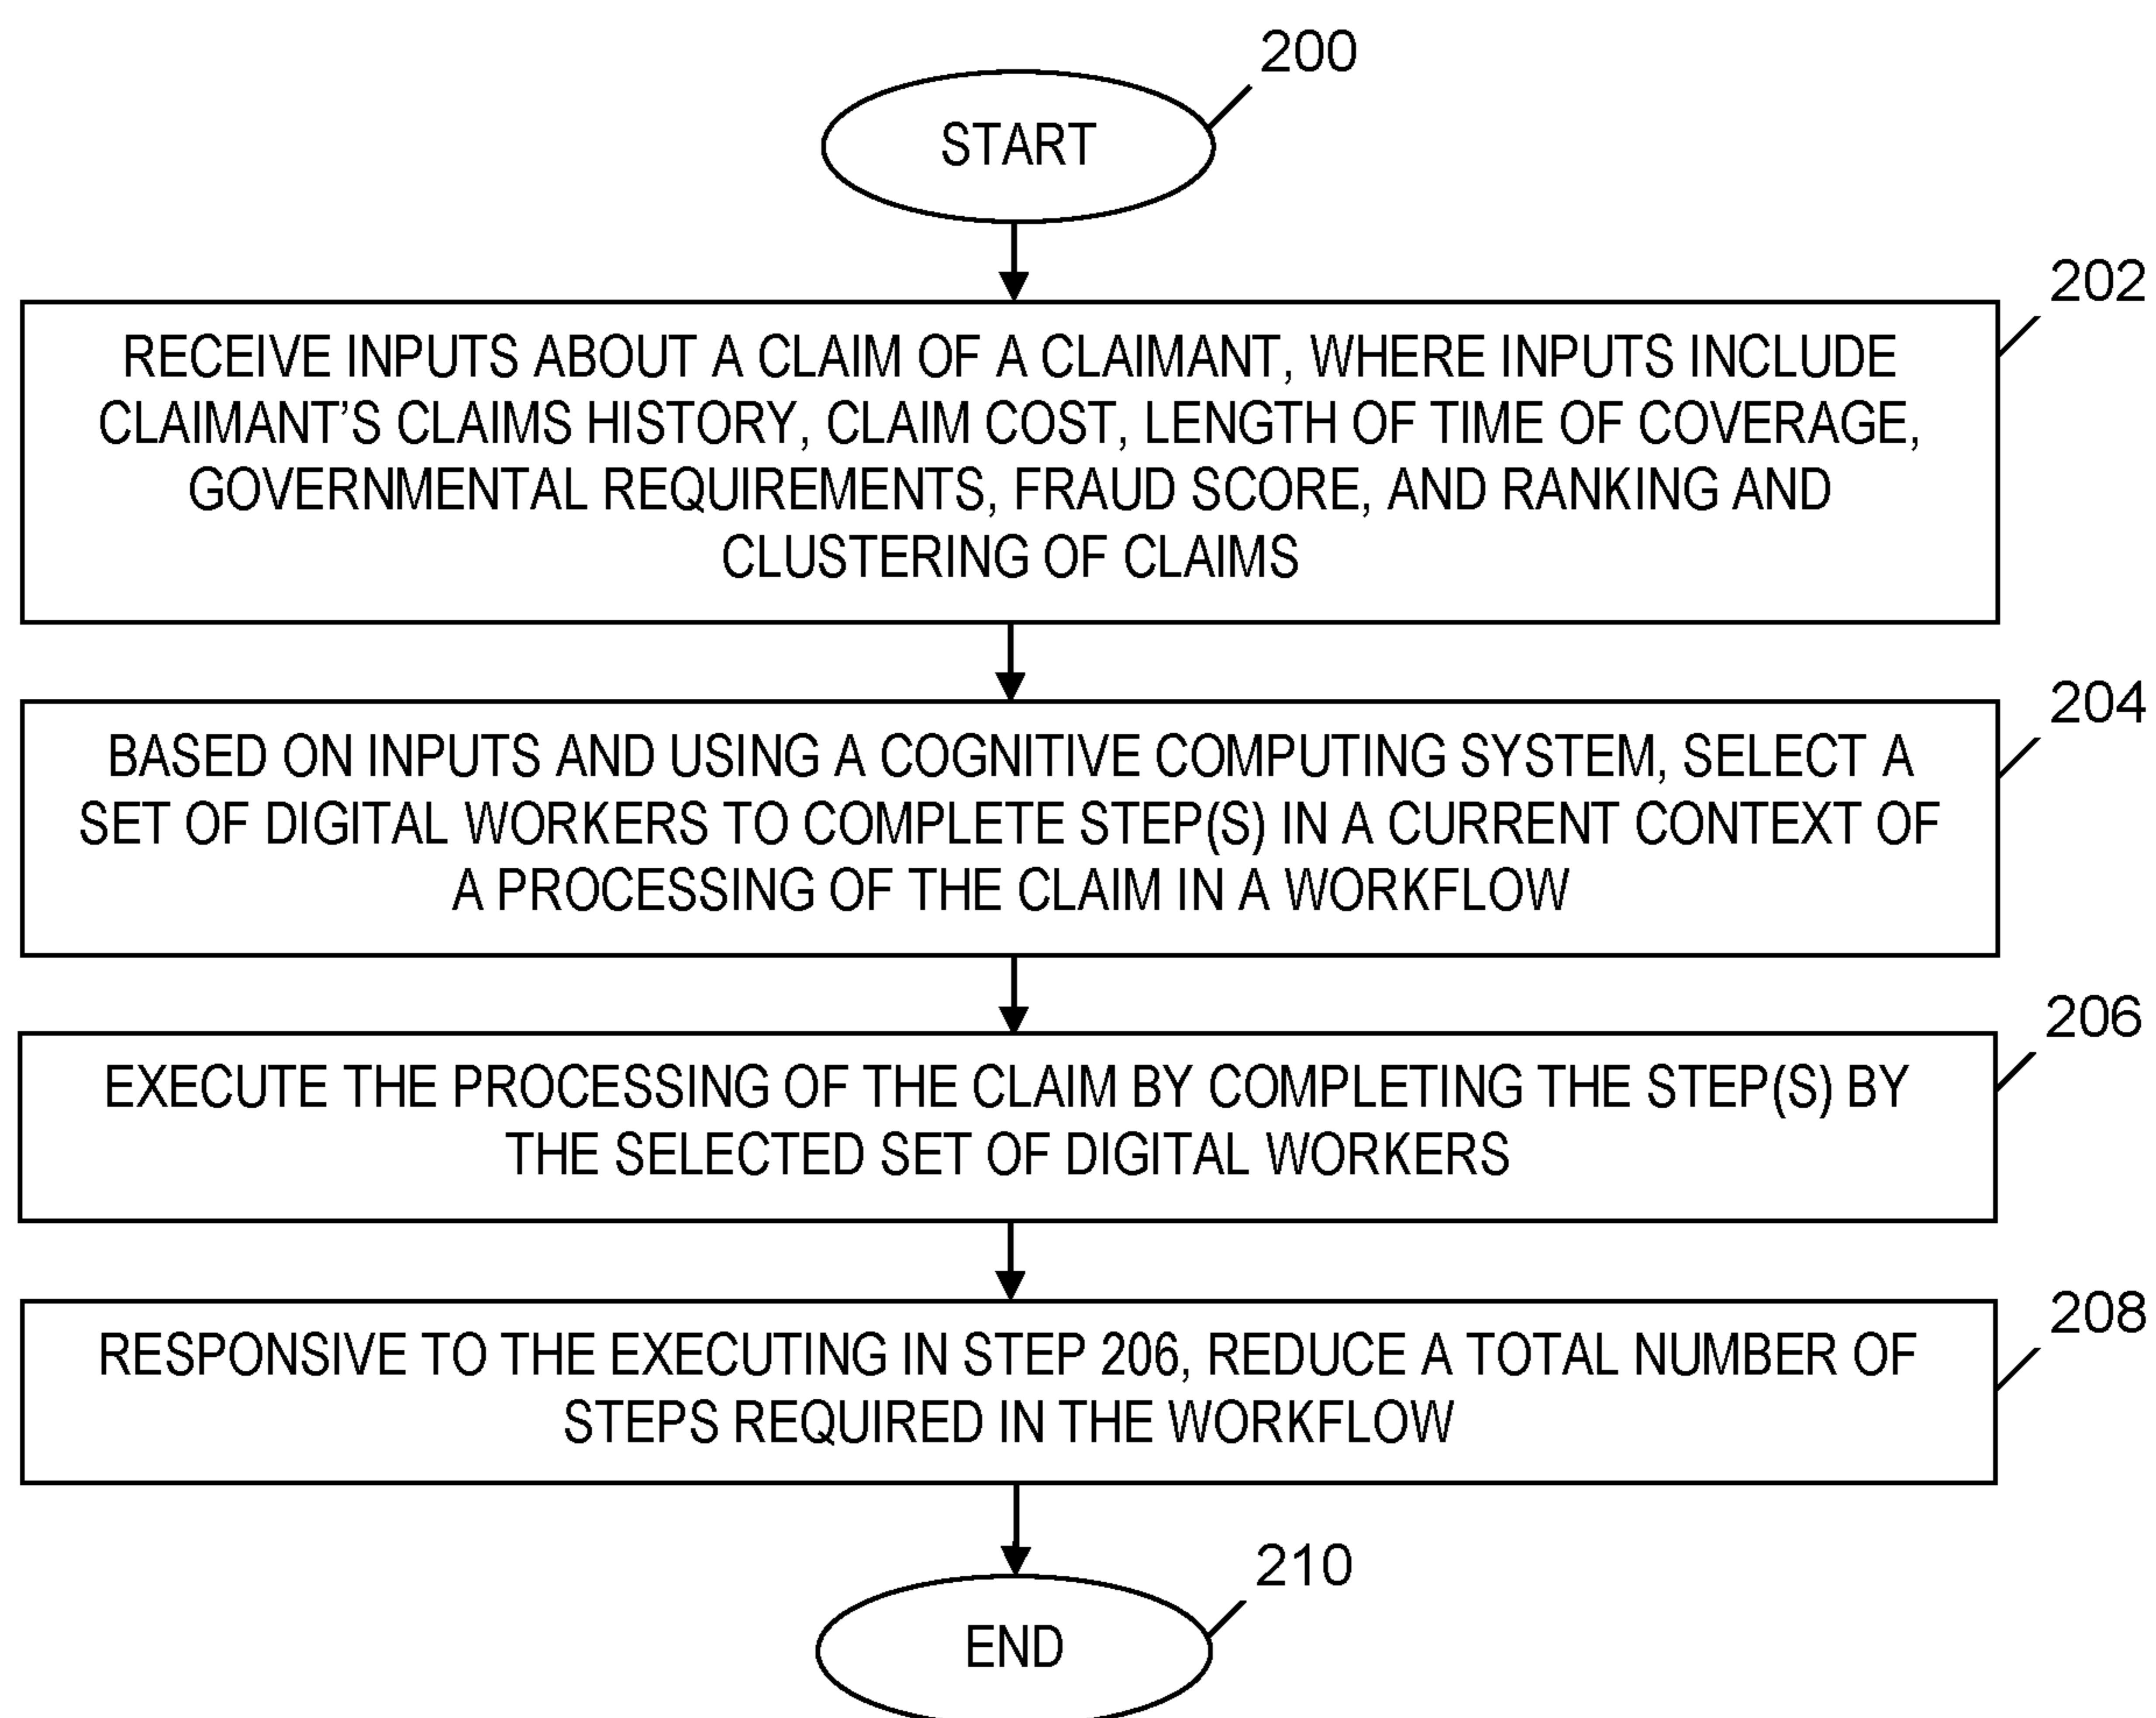 200
START
202
RECEIVE INPUTS ABOUT A CLAIM OF A CLAIMANT, WHERE INPUTS INCLUDE
CLAIMANT’S CLAIMS HISTORY, CLAIM COST, LENGTH OF TIME OF COVERAGE,
GOVERNMENTAL REQUIREMENTS, FRAUD SCORE, AND RANKING AND
CLUSTERING OF CLAIMS
204
BASED ON INPUTS AND USING A COGNITIVE COMPUTING SYSTEM, SELECT A
SET OF DIGITAL WORKERS TO COMPLETE STEP(S) IN A CURRENT CONTEXT OF
A PROCESSING OF THE CLAIM IN A WORKFLOW
206
EXECUTE THE PROCESSING OF THE CLAIM BY COMPLETING THE STEP(S) BY
THE SELECTED SET OF DIGITAL WORKERS
208
RESPONSIVE TO THE EXECUTING IN STEP 206, REDUCE A TOTAL NUMBER OF
STEPS REQUIRED IN THE WORKFLOW
210
END